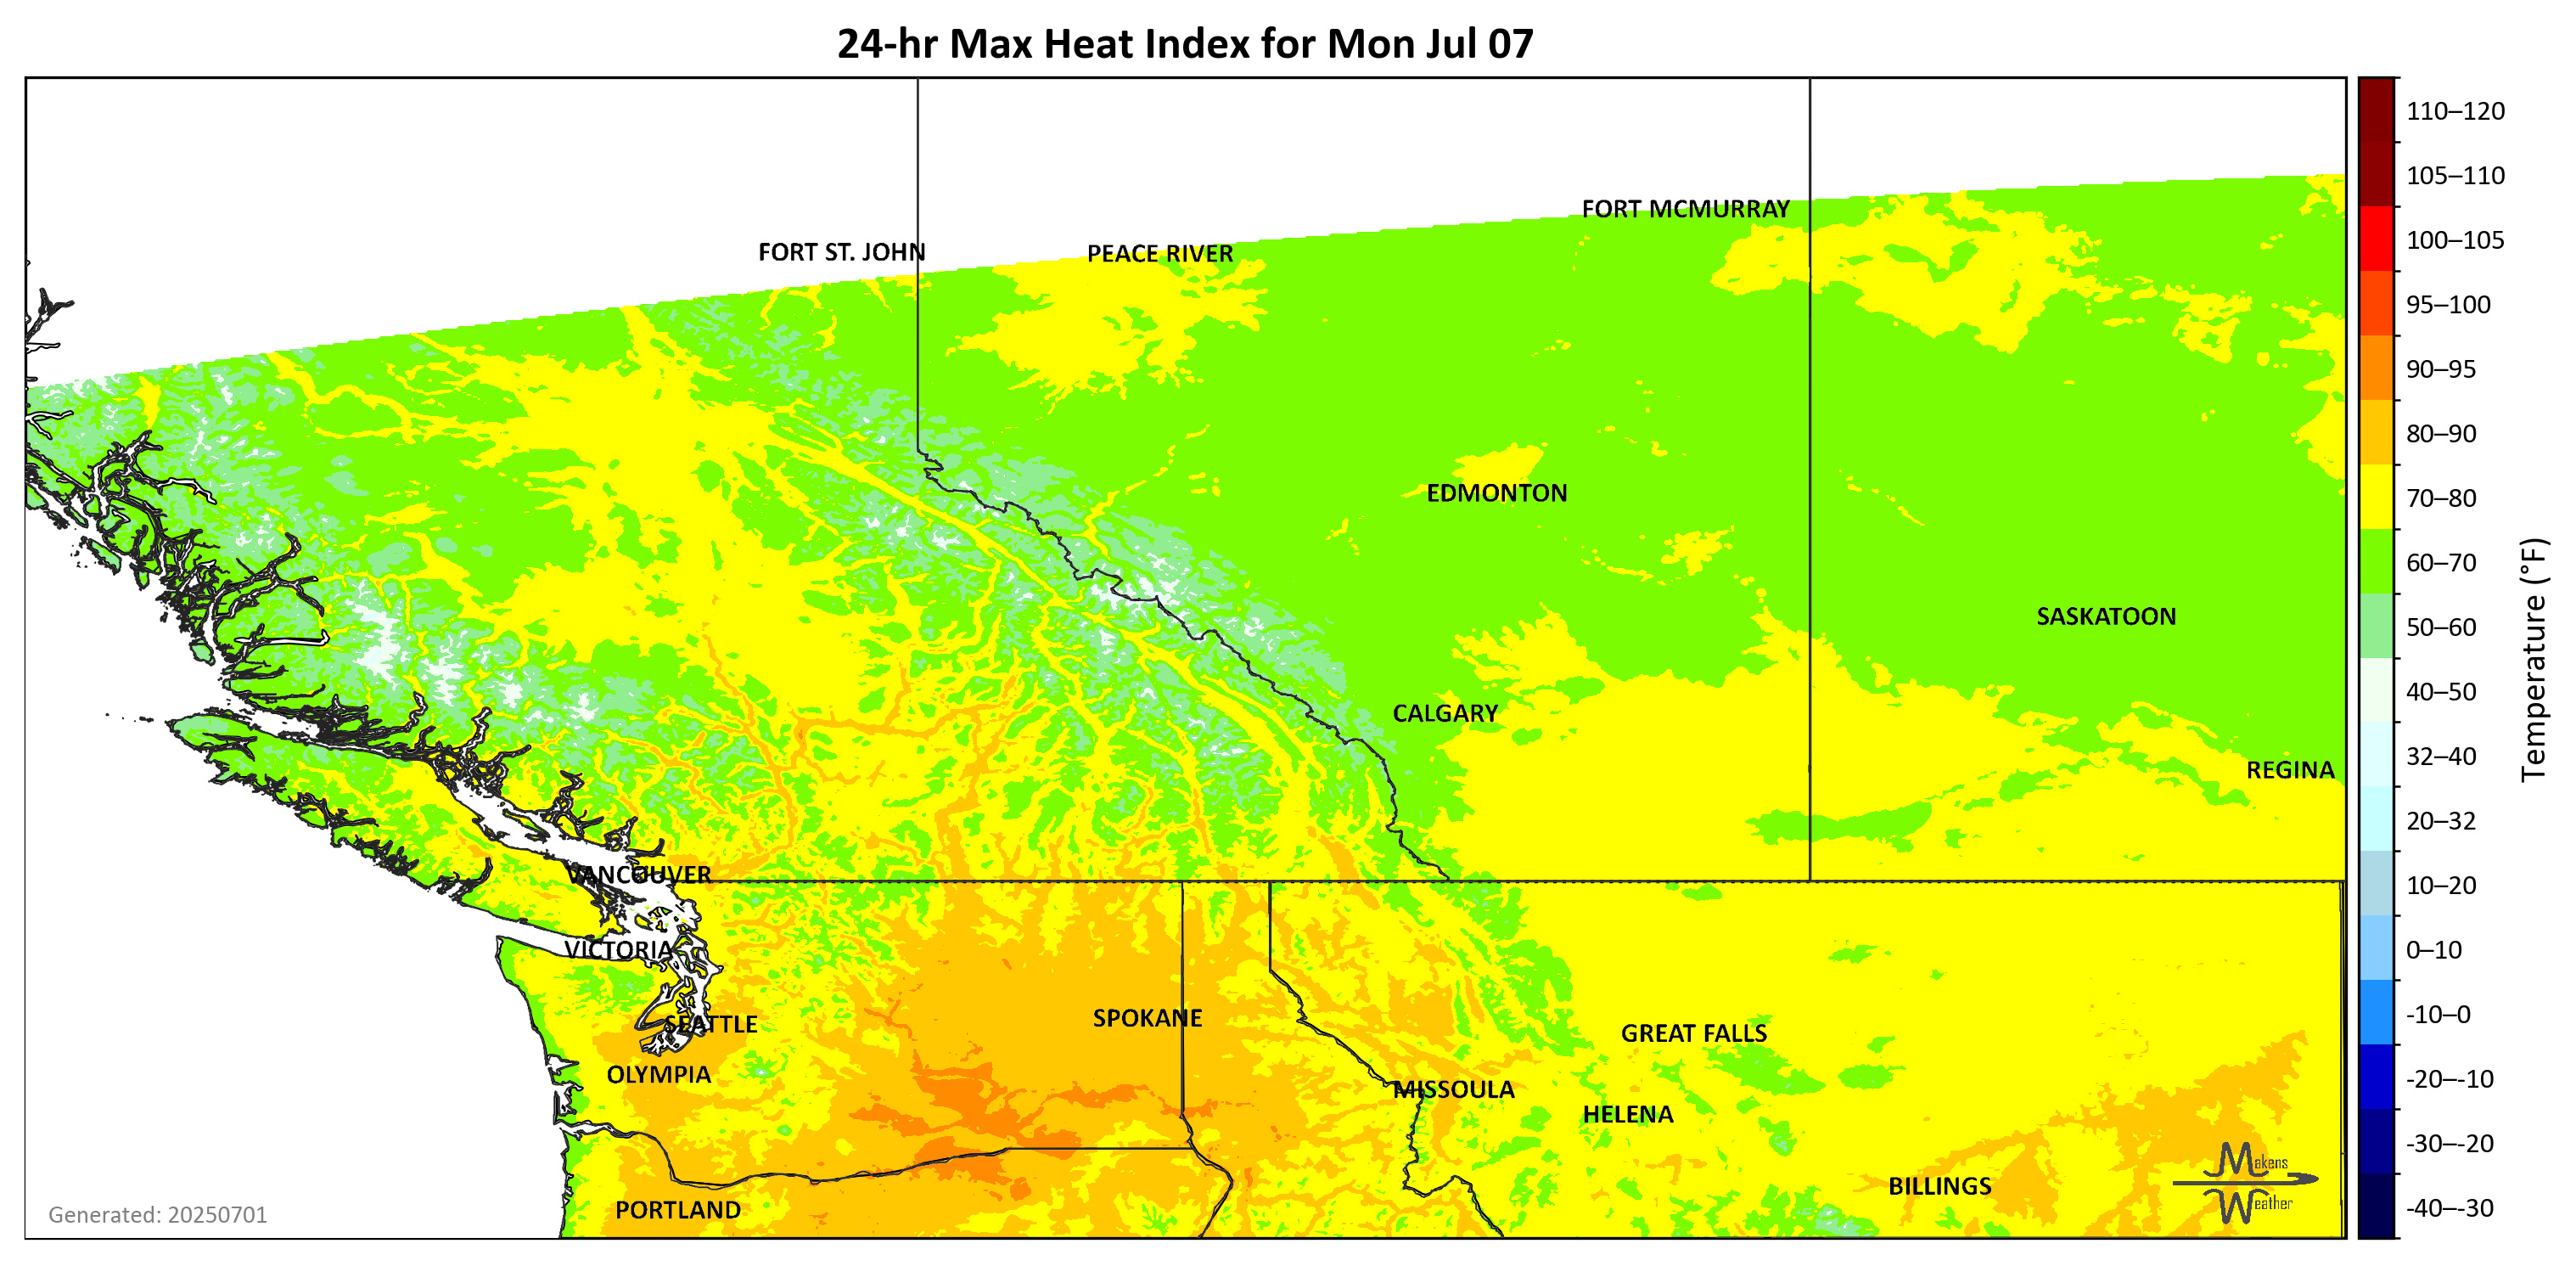 24-hr Max Heat Index for Mon Jul 07
FORT MCMURRAY
FORT ST. JOHN
PEACE RIVER
EDMONTON
SASKATOON
CALGARY
REGINA
VANCOUVER
VICTORIA
SEATTLE
SPOKANE
GREAT FALLS
OLYMPIA
MISSOULA
HELENA
BILLINGS
PORTLAND
Makens
Weather
Generated: 20250701
110–120
105–110
100–105
95–100
90–95
80–90
70–80
60–70
50–60
40–50
32–40
20–32
10–20
0–10
-10–0
-20–-10
-30–-20
-40–-30
Temperature (°F)